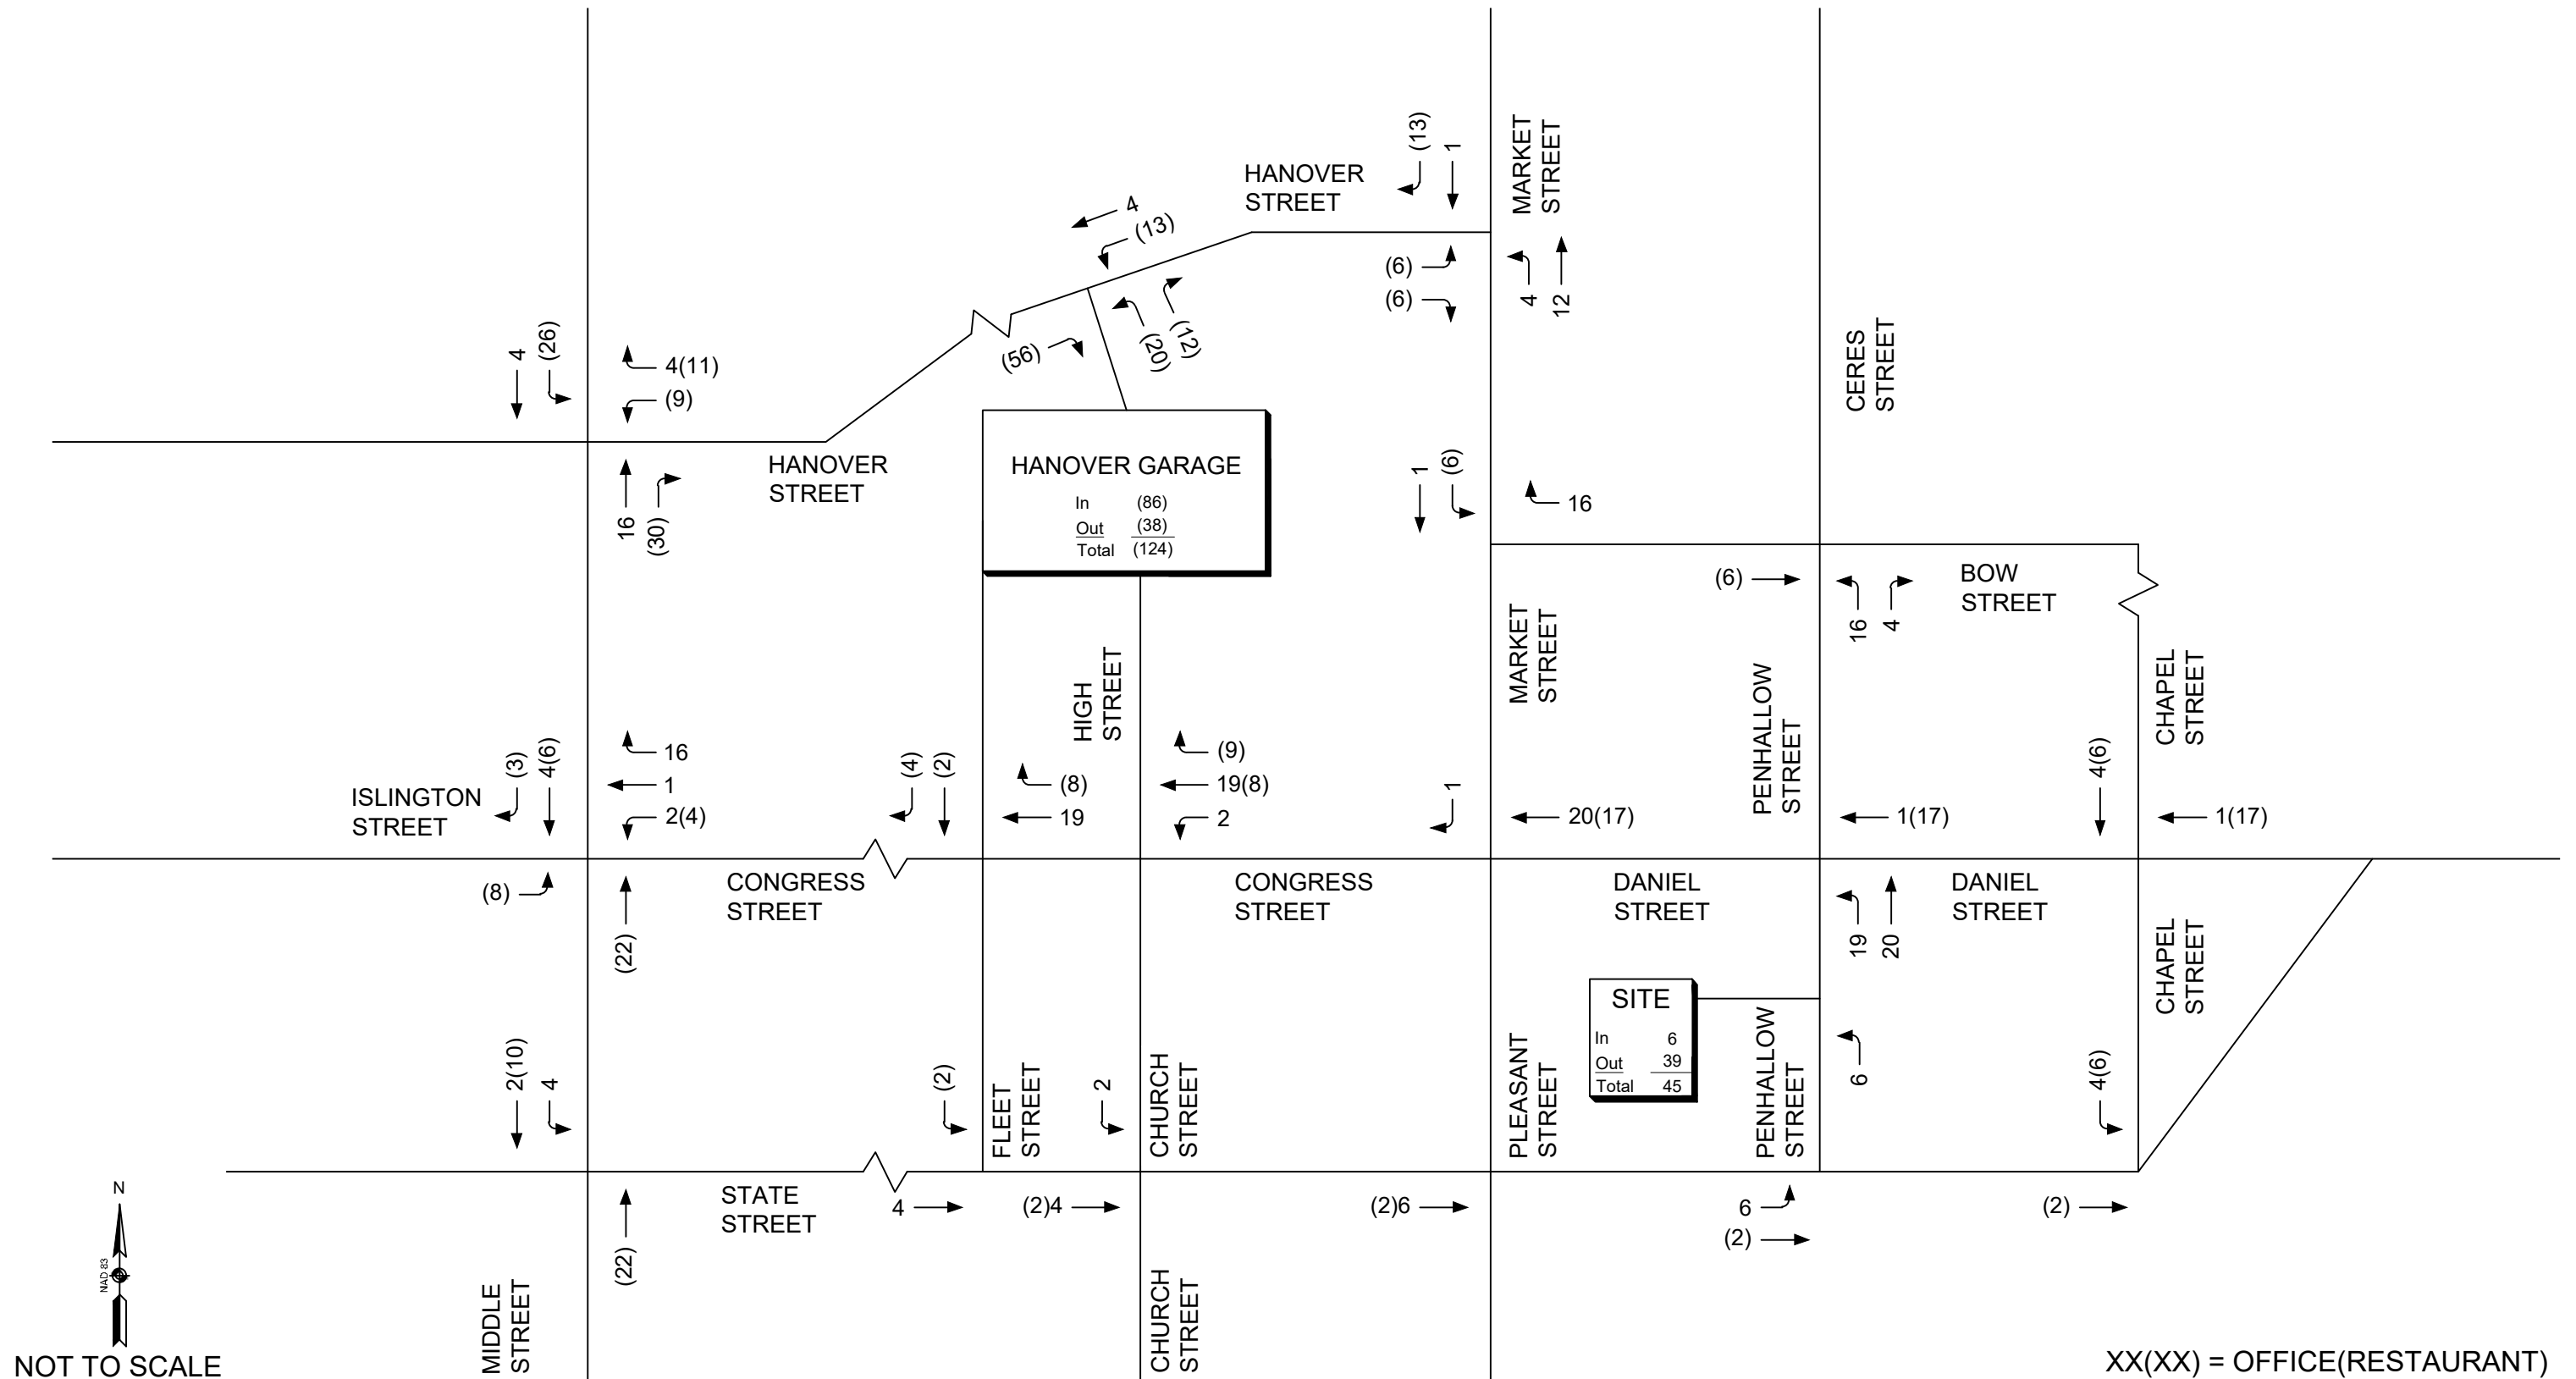 (13)
1
MARKET
STREET
HANOVER
STREET
4
(13)
(6)
(6)
4
12
(56)
(20)
(12)
4
(26)
4(11)
(9)
CERES
STREET
HANOVER
STREET
16
(30)
HANOVER GARAGE
In (86)
Out (38)
Total (124)
1
(6)
16
(6)
16
4
BOW
STREET
MARKET
STREET
HIGH
STREET
PENHALLOW
STREET
CHAPEL
STREET
ISLINGTON
STREET
(3)
4(6)
16
1
2(4)
(4)
(2)
(8)
19
(9)
19(8)
2
1
20(17)
1(17)
4(6)
1(17)
(8)
(22)
CONGRESS
STREET
CONGRESS
STREET
DANIEL
STREET
19
20
DANIEL
STREET
CHAPEL
STREET
SITE
In 6
Out 39
Total 45
2(10)
4
(2)
FLEET
STREET
2
CHURCH
STREET
PLEASANT
STREET
PENHALLOW
STREET
6
4(6)
N
NAD 83
NOT TO SCALE
MIDDLE
STREET
(22)
STATE
STREET
4
(2)4
(2)6
6
(2)
(2)
CHURCH
STREET
XX(XX) = OFFICE(RESTAURANT)